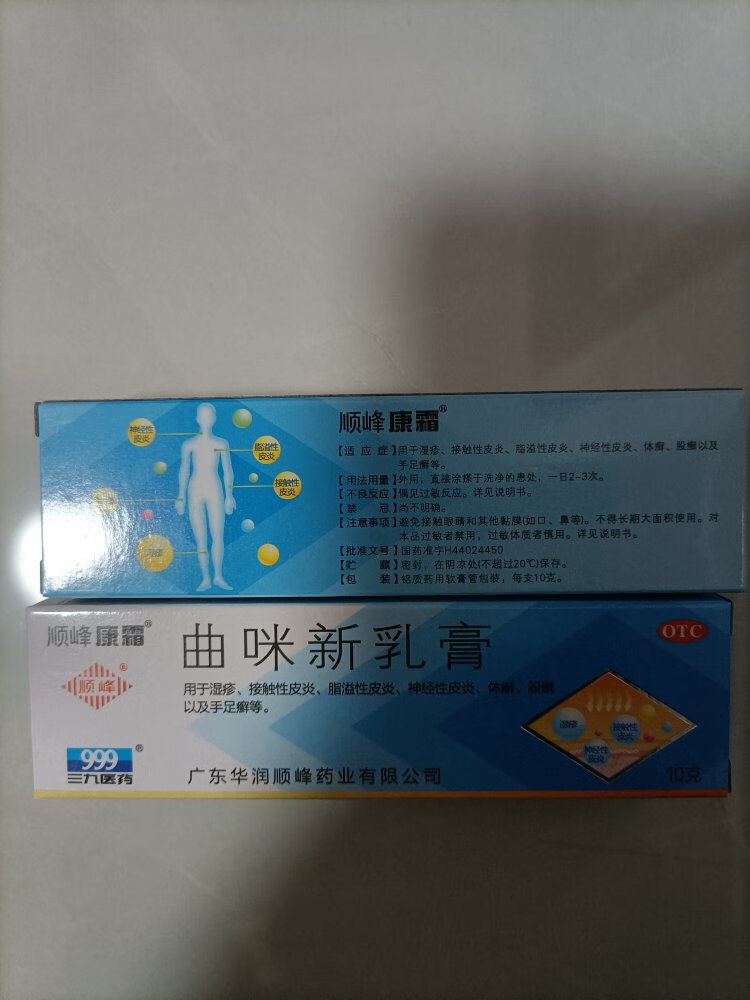 顺峰康霜®
神经性
皮炎
脂溢性
皮炎
接触性
皮炎
【适应症】用于湿疹、接触性皮炎、脂溢性皮炎、神经性皮炎、体癣、股癣以及
手足癣等。
【用法用量】外用,直接涂搽于洗净的患处,一日2~3次。
【不良反应】偶见过敏反应。详见说明书。
【禁忌】尚不明确。
【注意事项】避免接触眼睛和其他黏膜(如口、鼻等)。不得长期大面积使用。对
本品过敏者禁用,过敏体质者慎用。详见说明书。
【批准文号】国药准字H44024450
【贮藏】密封,在阴凉处(不超过20℃)保存。
【包装】铝质药用软膏管包装,每支10克。
顺峰康霜®
顺峰®
999®
三九医药
曲咪新乳膏
OTC
用于湿疹、接触性皮炎、脂溢性皮炎、神经性皮炎、体癣、股癣
以及手足癣等。
湿疹
接触性
皮炎
神经性
皮炎
广东华润顺峰药业有限公司
10克